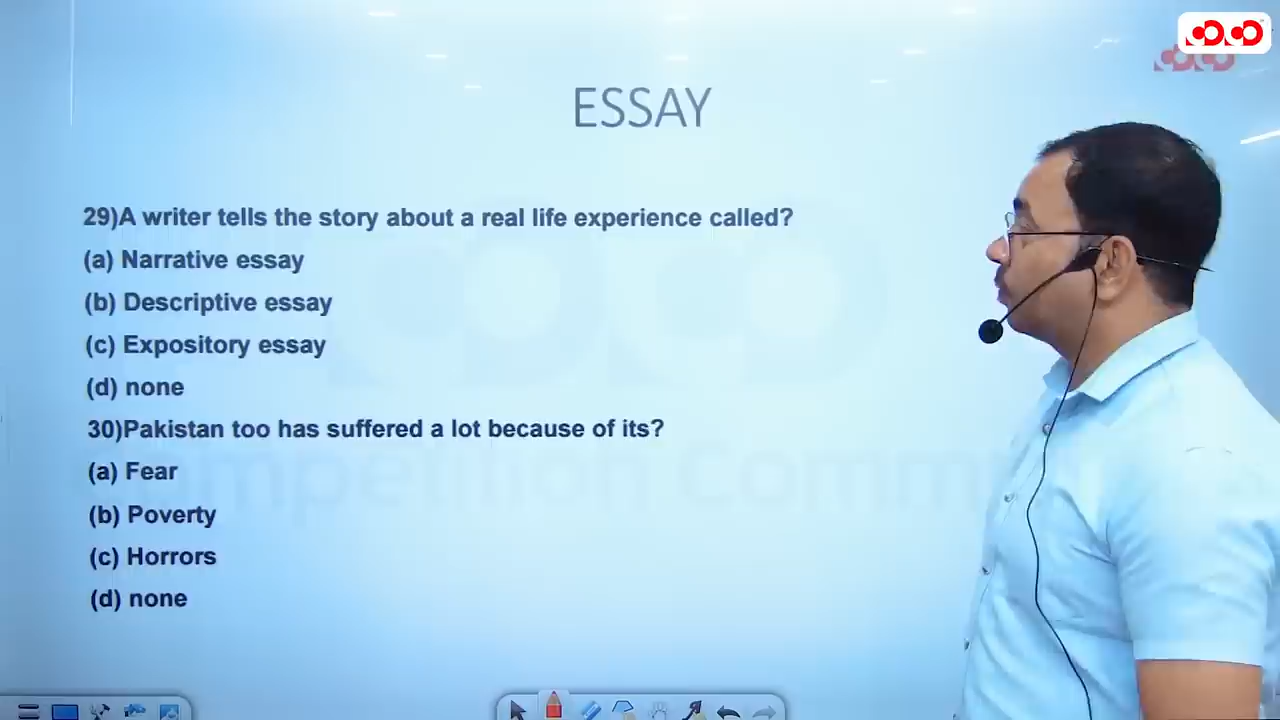 ESSAY
29)A writer tells the story about a real life experience called?
(a) Narrative essay
(b) Descriptive essay
(c) Expository essay
(d) none
30)Pakistan too has suffered a lot because of its?
(a) Fear
(b) Poverty
(c) Horrors
(d) none